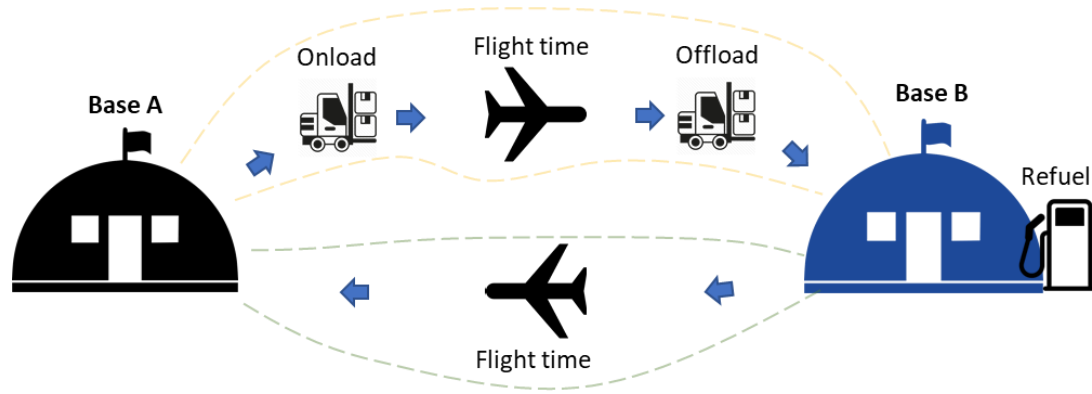 Flight time
Onload
Offload
Base A
Base B
Refuel
Flight time